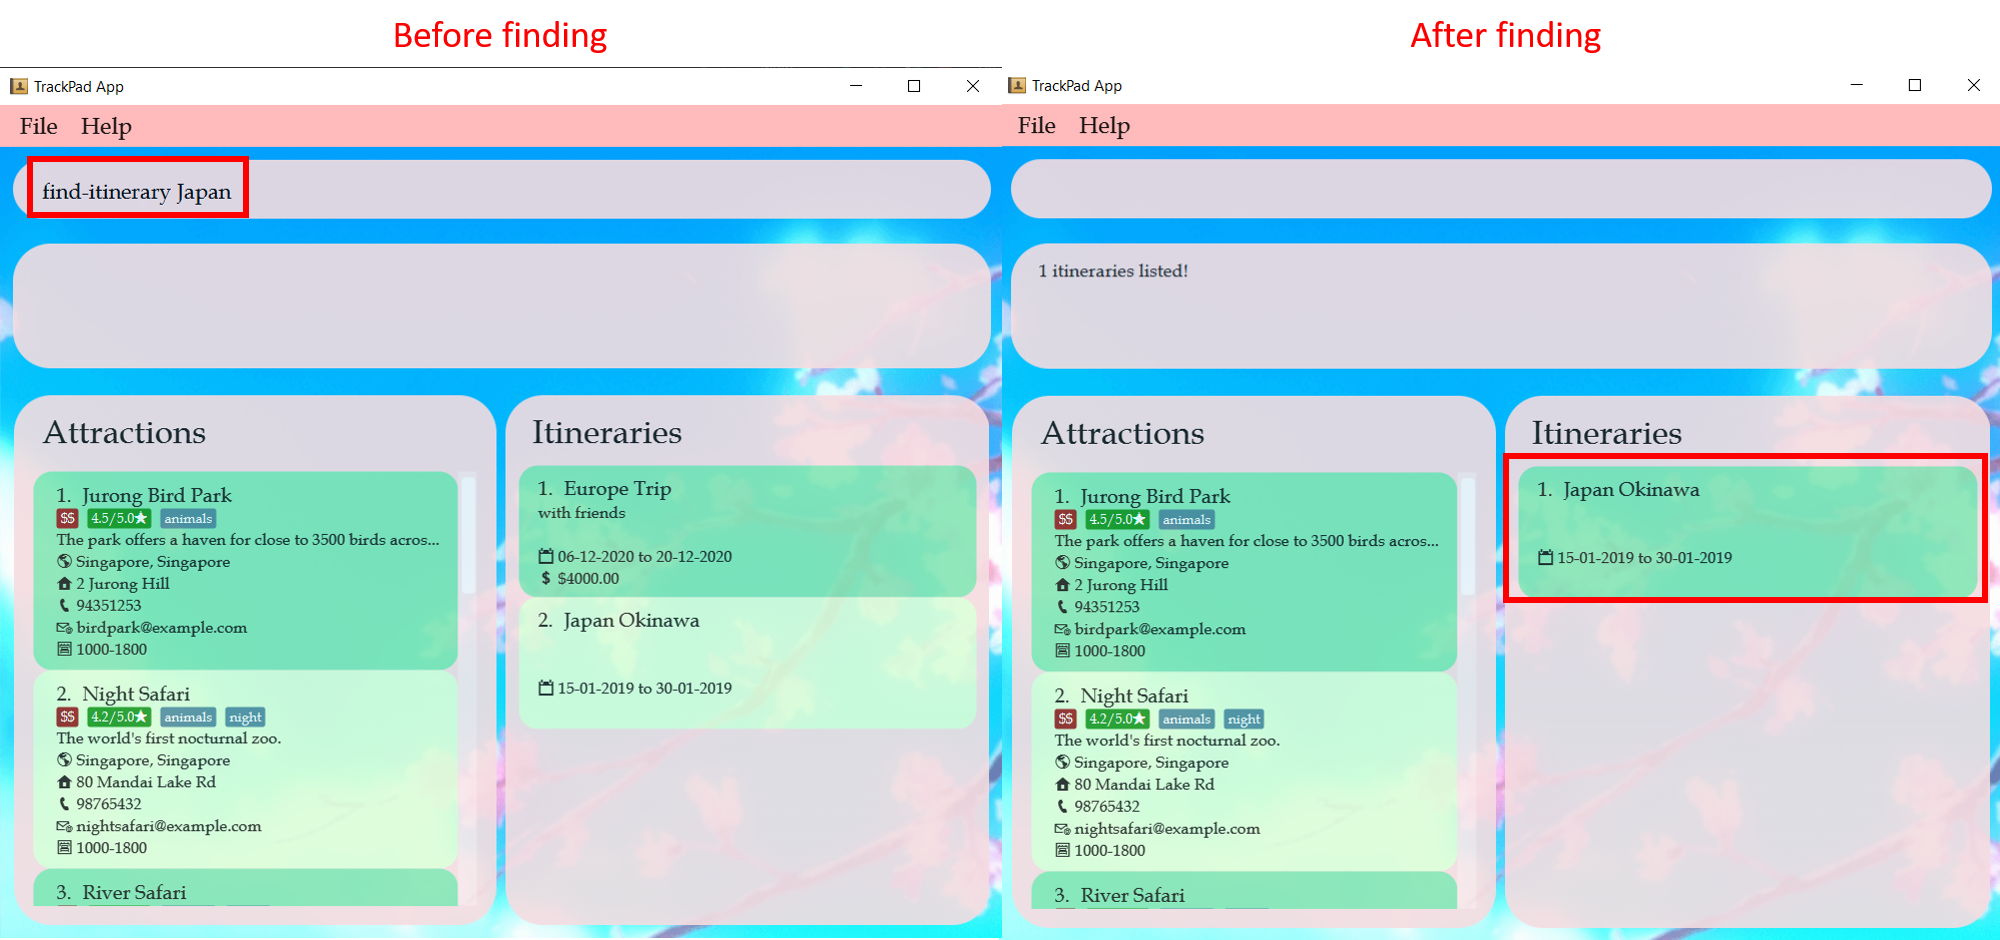 Before finding
TrackPad App
File Help
find-itinerary Japan
Attractions
1. Jurong Bird Park
$$ 4.5/5.0★ animals
The park offers a haven for close to 3500 birds acros...
Singapore, Singapore
2 Jurong Hill
94351253
birdpark@example.com
1000-1800
2. Night Safari
$$ 4.2/5.0★ animals night
The world's first nocturnal zoo.
Singapore, Singapore
80 Mandai Lake Rd
98765432
nightsafari@example.com
1000-1800
3. River Safari
Itineraries
1. Europe Trip
with friends
06-12-2020 to 20-12-2020
$ $4000.00
2. Japan Okinawa
15-01-2019 to 30-01-2019
After finding
TrackPad App
File Help
1 itineraries listed!
Attractions
1. Jurong Bird Park
$$ 4.5/5.0★ animals
The park offers a haven for close to 3500 birds acros...
Singapore, Singapore
2 Jurong Hill
94351253
birdpark@example.com
1000-1800
2. Night Safari
$$ 4.2/5.0★ animals night
The world's first nocturnal zoo.
Singapore, Singapore
80 Mandai Lake Rd
98765432
nightsafari@example.com
1000-1800
3. River Safari
Itineraries
1. Japan Okinawa
15-01-2019 to 30-01-2019